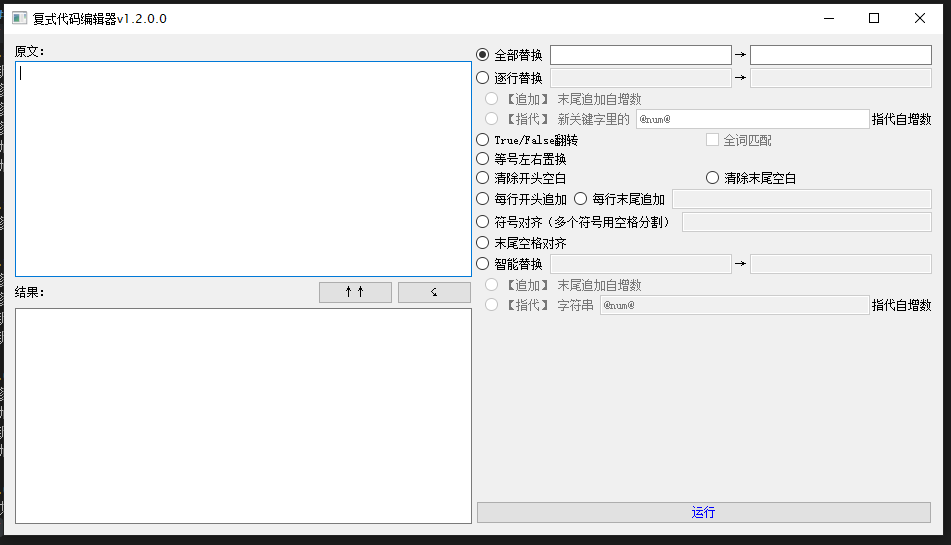 复式代码编辑器v1.2.0.0
原文:
全部替换 →
逐行替换 →
【追加】 末尾追加自增数
【指代】 新关键字里的 @num@ 指代自增数
True/False翻转 全词匹配
等号左右置换
清除开头空白 清除末尾空白
每行开头追加 每行末尾追加
符号对齐（多个符号用空格分割）
末尾空格对齐
智能替换 →
【追加】 末尾追加自增数
【指代】 字符串 @num@ 指代自增数
结果: ↑↑
运行